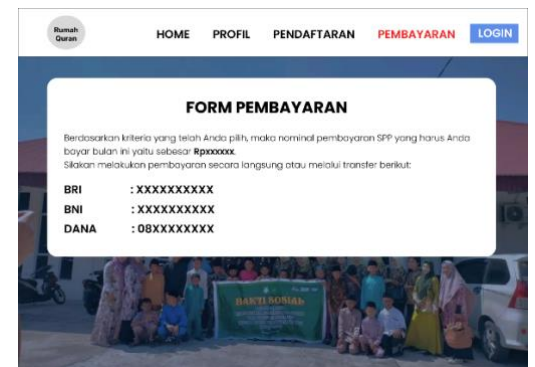 Rumah
Quran
HOME PROFIL PENDAFTARAN PEMBAYARAN LOGIN
FORM PEMBAYARAN
Berdasarkan kriteria yang telah Anda pilih, maka nominal pembayaran SPP yang harus Anda
bayar bulan ini yaitu sebesar Rpxxxxxx.
Silakan melakukan pembayaran secara langsung atau melalui transfer berikut:
BRI : XXXXXXXXXX
BNI : XXXXXXXXXX
DANA : 08XXXXXXXX
BAKTI SOSIAL